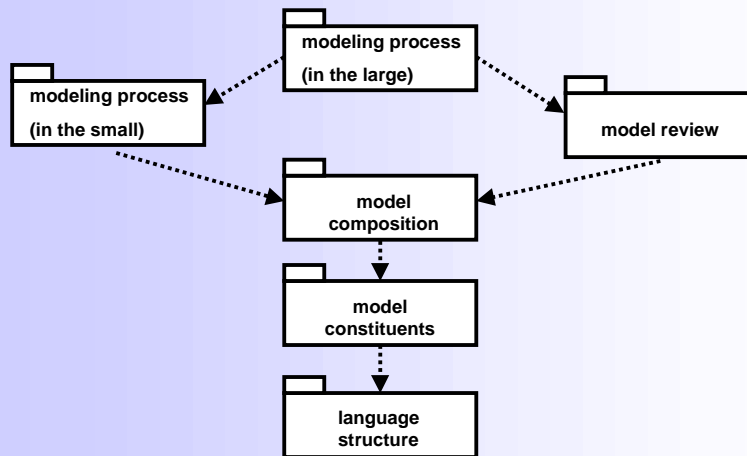 modeling process
(in the large)
modeling process
(in the small)
model review
model
composition
model
constituents
language
structure